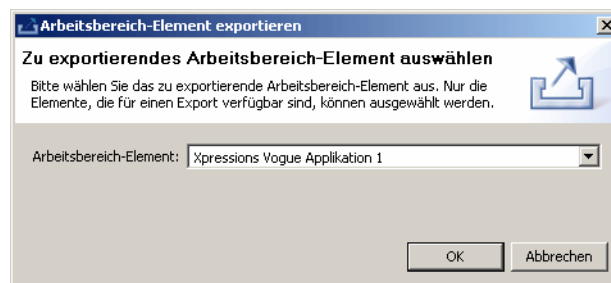 Arbeitsbereich-Element exportieren
Zu exportierendes Arbeitsbereich-Element auswählen
Bitte wählen Sie das zu exportierende Arbeitsbereich-Element aus. Nur die
Elemente, die für einen Export verfügbar sind, können ausgewählt werden.
Arbeitsbereich-Element: Xpressions Vogue Applikation 1
OK Abbrechen